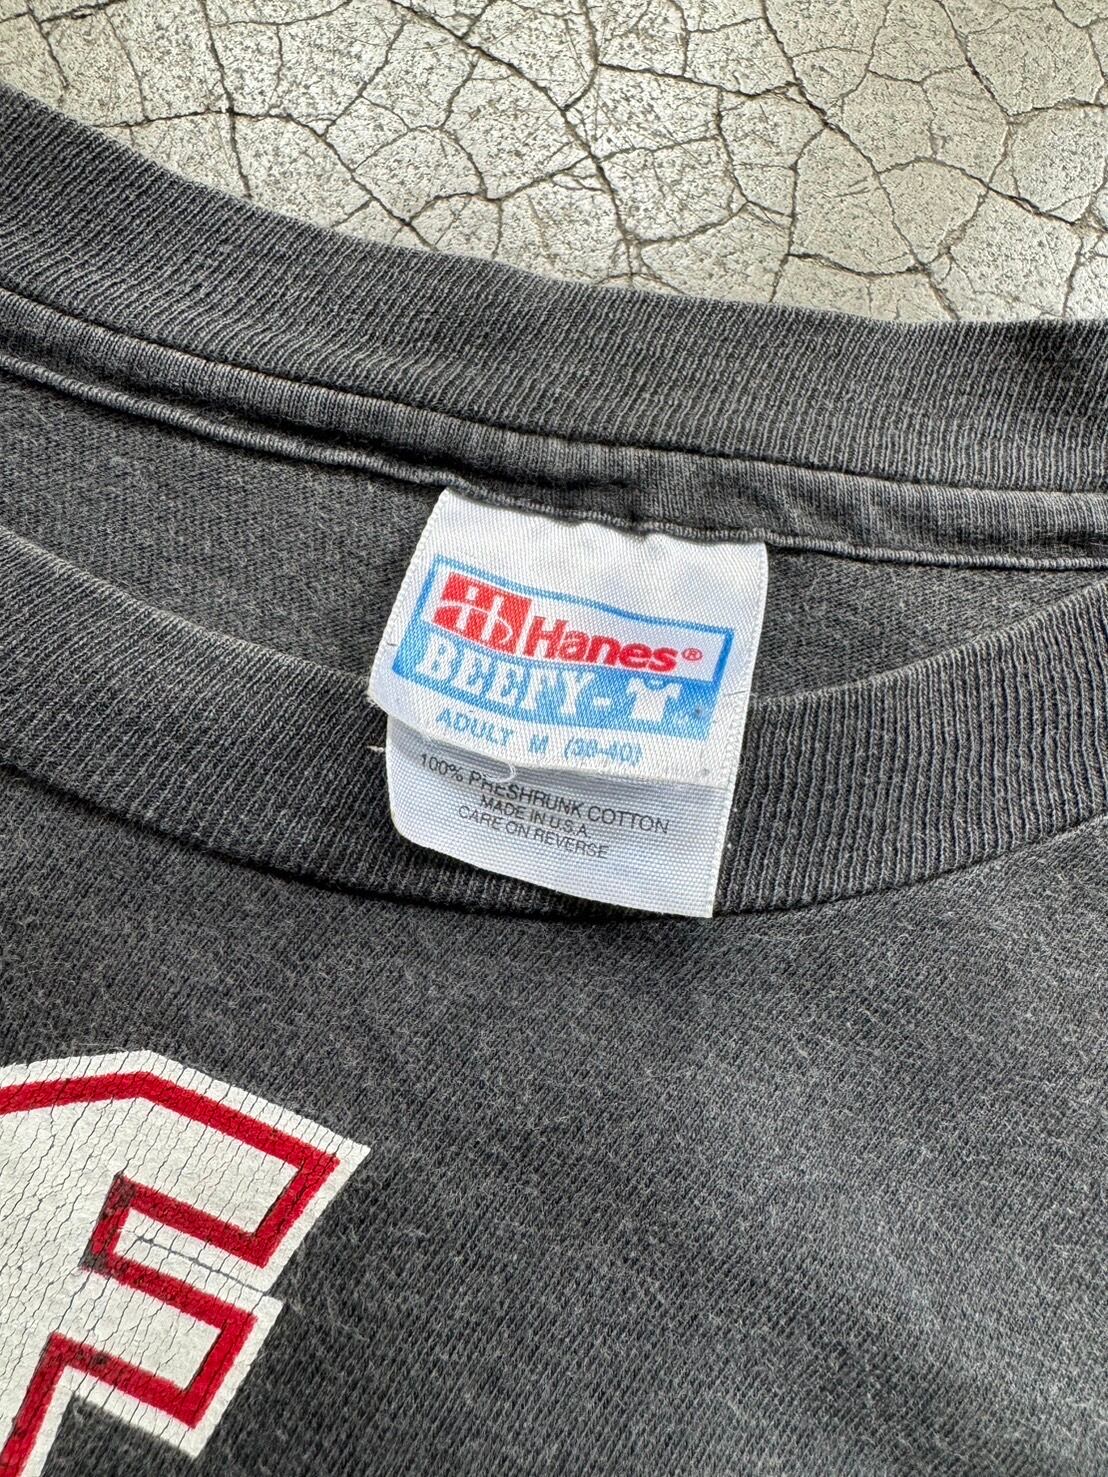 Hanes®
BEEFY-T
ADULT M (38-40)
100% PRESHRUNK COTTON
MADE IN U.S.A.
CARE ON REVERSE